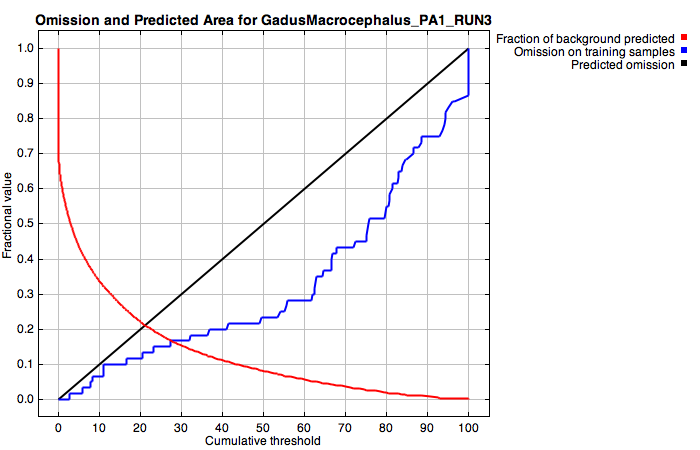 Omission and Predicted Area for GadusMacrocephalus_PA1_RUN3
Fraction of background predicted
Omission on training samples
Predicted omission
Fractional value
1.0
0.9
0.8
0.7
0.6
0.5
0.4
0.3
0.2
0.1
0.0
0 10 20 30 40 50 60 70 80 90 100
Cumulative threshold